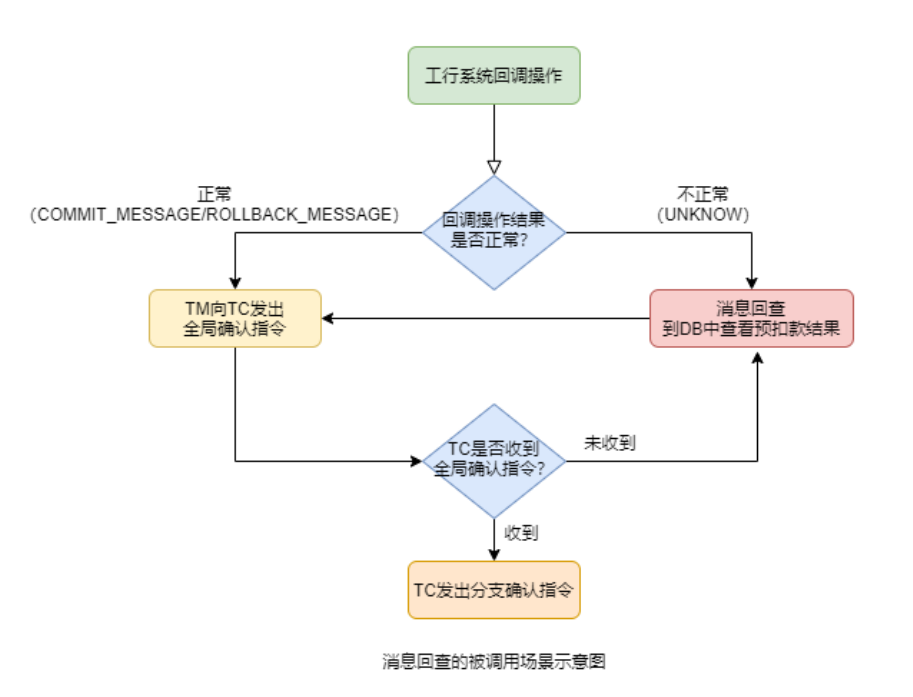 工行系统回调操作
正常
（COMMIT_MESSAGE/ROLLBACK_MESSAGE）
不正常
（UNKNOW）
回调操作结果
是否正常？
TM向TC发出
全局确认指令
消息回查
到DB中查看预扣款结果
TC是否收到
全局确认指令？
未收到
收到
TC发出分支确认指令
消息回查的被调用场景示意图